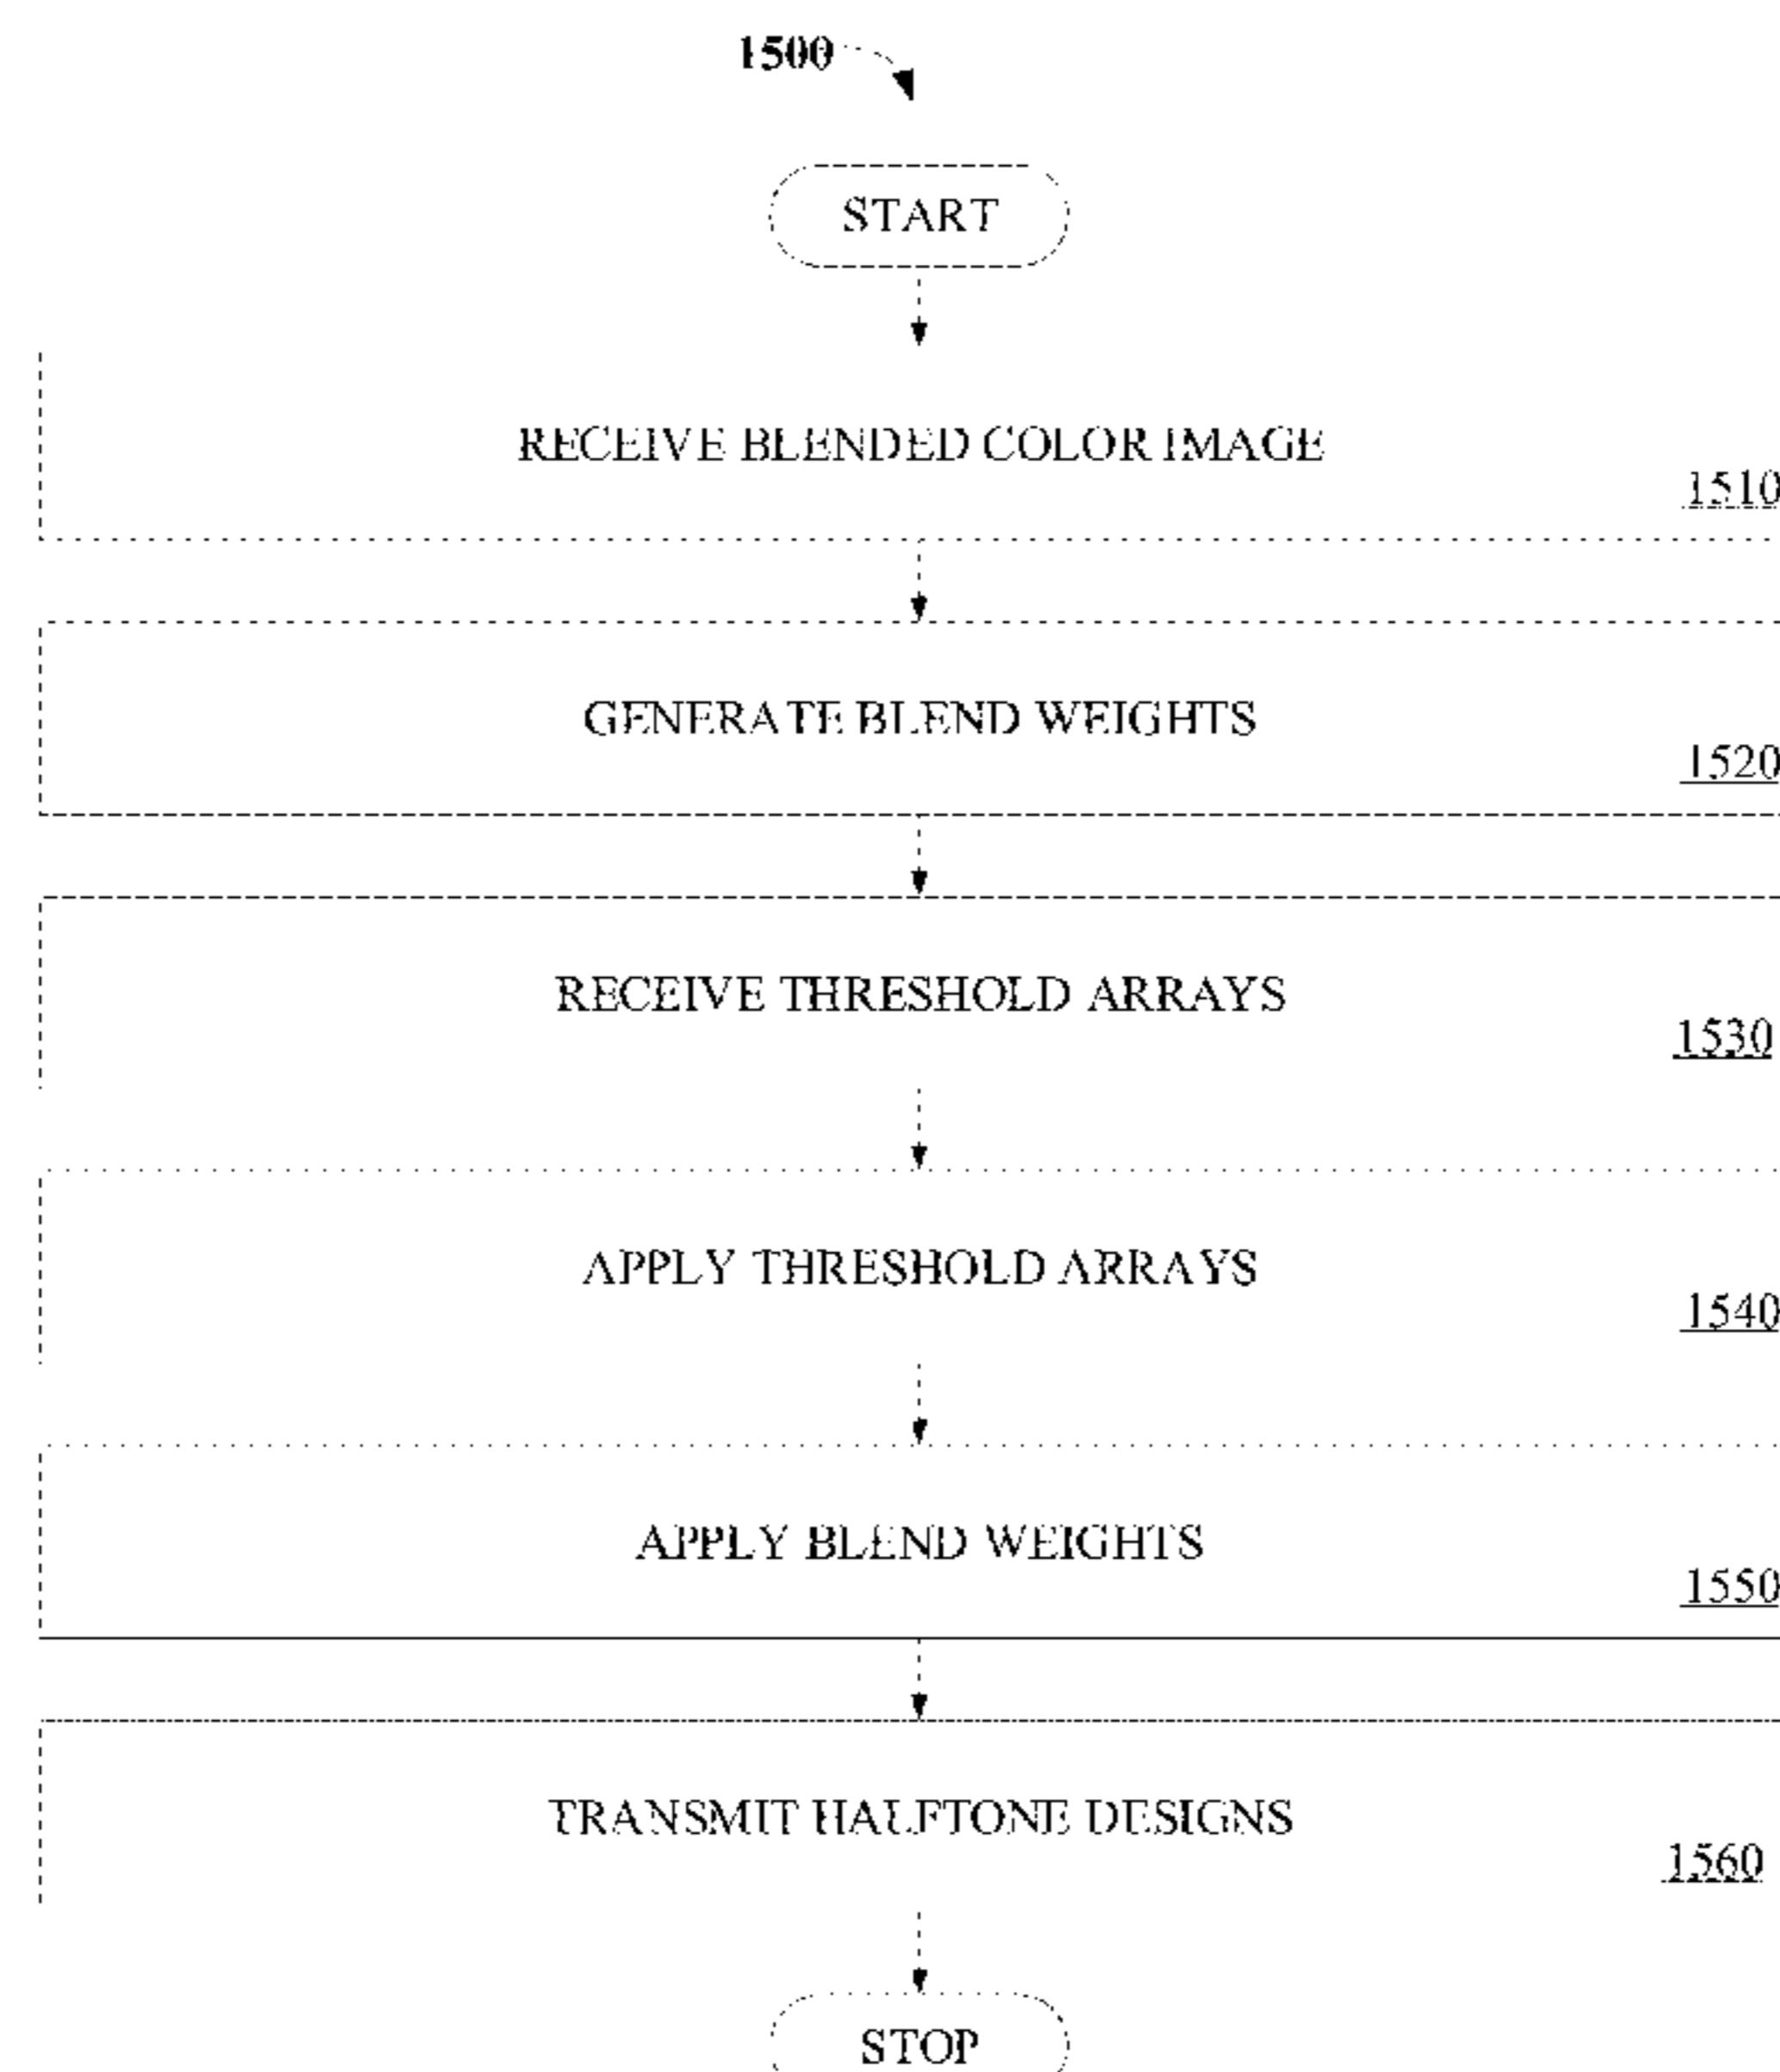 1500
START
RECEIVE BLENDED COLOR IMAGE
1510
GENERATE BLEND WEIGHTS
1520
RECEIVE THRESHOLD ARRAYS
1530
APPLY THRESHOLD ARRAYS
1540
APPLY BLEND WEIGHTS
1550
TRANSMIT HALFTONE DESIGNS
1560
STOP